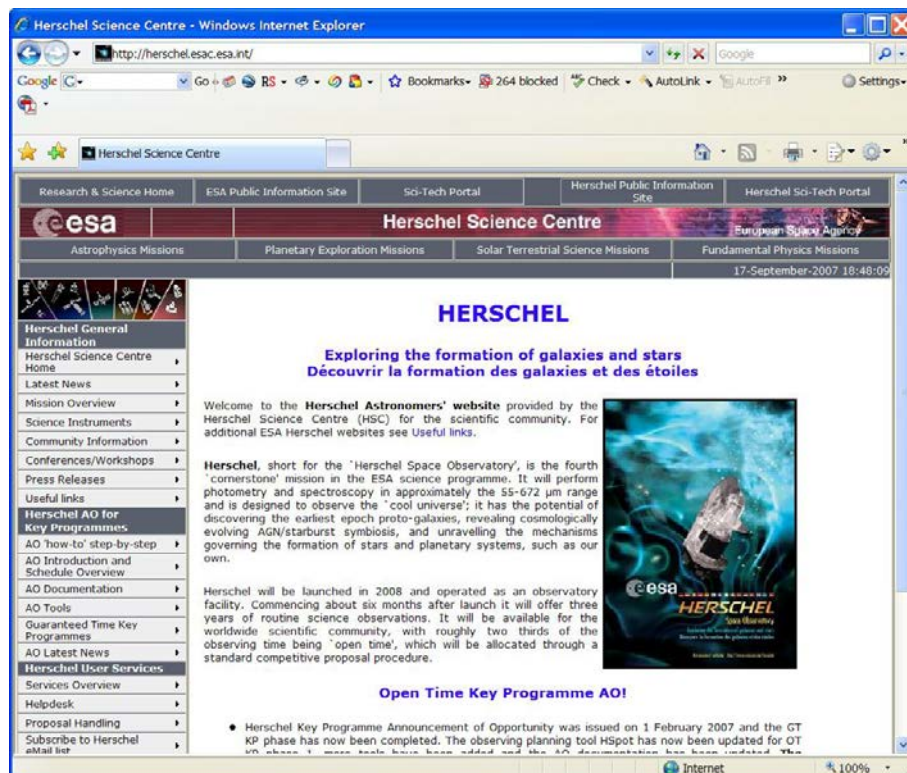 Herschel Science Centre - Windows Internet Explorer
http://herschel.esac.esa.int/
Google
Google G Go RS Bookmarks 264 blocked Check AutoLink AutoFill Settings
Herschel Science Centre
Research & Science Home ESA Public Information Site Sci-Tech Portal Herschel Public Information Site Herschel Sci-Tech Portal
esa Herschel Science Centre European Space Agency
Astrophysics Missions Planetary Exploration Missions Solar Terrestrial Science Missions Fundamental Physics Missions
17-September-2007 18:48:09
Herschel General
Information
Herschel Science Centre
Home
Latest News
Mission Overview
Science Instruments
Community Information
Conferences/Workshops
Press Releases
Useful links
Herschel AO for
Key Programmes
AO 'how-to' step-by-step
AO Introduction and
Schedule Overview
AO Documentation
AO Tools
Guaranteed Time Key
Programmes
AO Latest News
Herschel User Services
Services Overview
Helpdesk
Proposal Handling
Subscribe to Herschel
eMail list
HERSCHEL
Exploring the formation of galaxies and stars
Découvrir la formation des galaxies et des étoiles
Welcome to the Herschel Astronomers' website provided by the
Herschel Science Centre (HSC) for the scientific community. For
additional ESA Herschel websites see Useful links.
Herschel, short for the `Herschel Space Observatory', is the fourth
`cornerstone' mission in the ESA science programme. It will perform
photometry and spectroscopy in approximately the 55-672 µm range
and is designed to observe the `cool universe'; it has the potential of
discovering the earliest epoch proto-galaxies, revealing cosmologically
evolving AGN/starburst symbiosis, and unravelling the mechanisms
governing the formation of stars and planetary systems, such as our
own.
Herschel will be launched in 2008 and operated as an observatory
facility. Commencing about six months after launch it will offer three
years of routine science observations. It will be available for the
worldwide scientific community, with roughly two thirds of the
observing time being `open time', which will be allocated through a
standard competitive proposal procedure.
esa
HERSCHEL
Space Observatory
Open Time Key Programme AO!
Herschel Key Programme Announcement of Opportunity was issued on 1 February 2007 and the GT
KP phase has now been completed. The observing planning tool HSpot has now been updated for OT
KP phase 1, more tools have been added and the AO documentation has been updated. The
Internet 100%